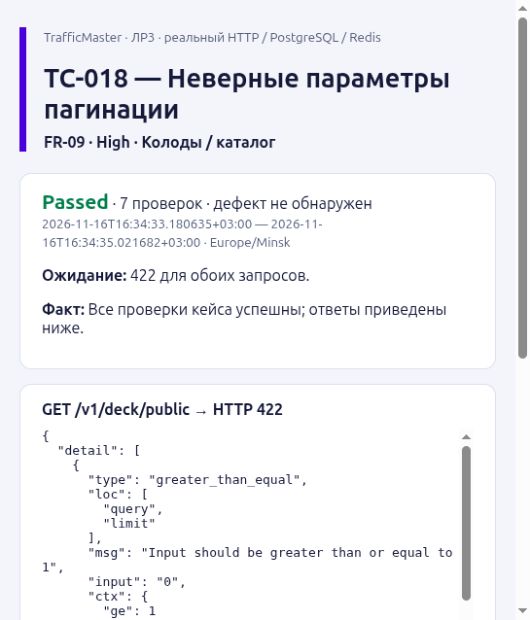 TrafficMaster · ЛР3 · реальный HTTP / PostgreSQL / Redis
TC-018 — Неверные параметры
пагинации
FR-09 · High · Колоды / каталог
Passed · 7 проверок · дефект не обнаружен
2026-11-16T16:34:33.180635+03:00 — 2026-11-
16T16:34:35.021682+03:00 · Europe/Minsk
Ожидание: 422 для обоих запросов.
Факт: Все проверки кейса успешны; ответы приведены
ниже.
GET /v1/deck/public → HTTP 422
{
  "detail": [
    {
      "type": "greater_than_equal",
      "loc": [
        "query",
        "limit"
      ],
      "msg": "Input should be greater than or equal to
1",
      "input": "0",
      "ctx": {
        "ge": 1